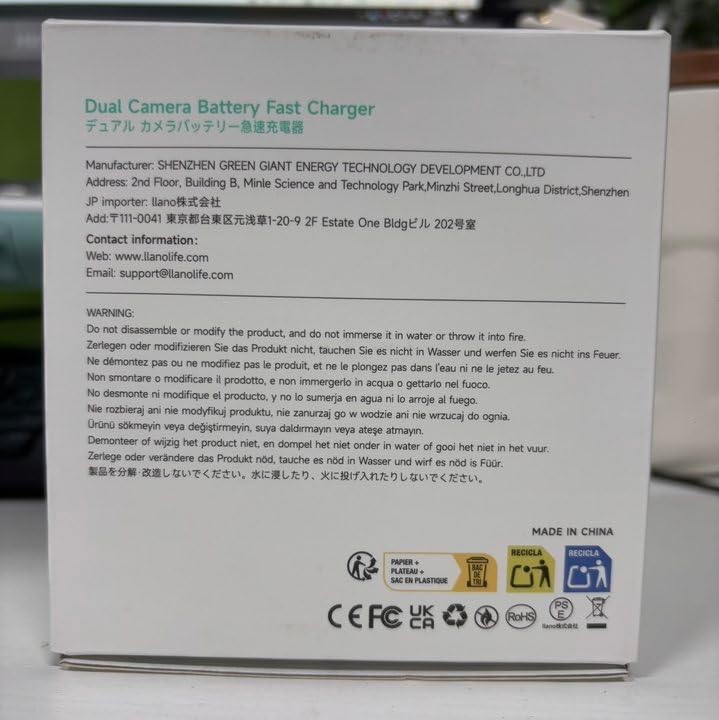 Dual Camera Battery Fast Charger
デュアル カメラバッテリー急速充電器
Manufacturer: SHENZHEN GREEN GIANT ENERGY TECHNOLOGY DEVELOPMENT CO.,LTD
Address: 2nd Floor, Building B, Minle Science and Technology Park,Minzhi Street,Longhua District,Shenzhen
JP importer: llano株式会社
Add:〒111-0041 東京都台東区元浅草1-20-9 2F Estate One Bldgビル 202号室
Contact information:
Web: www.llanolife.com
Email: support@llanolife.com
WARNING:
Do not disassemble or modify the product, and do not immerse it in water or throw it into fire.
Zerlegen oder modifizieren Sie das Produkt nicht, tauchen Sie es nicht in Wasser und werfen Sie es nicht ins Feuer.
Ne démontez pas ou ne modifiez pas le produit, et ne le plongez pas dans l'eau ni ne le jetez au feu.
Non smontare o modificare il prodotto, e non immergerlo in acqua o gettarlo nel fuoco.
No desmonte ni modifique el producto, y no lo sumerja en agua ni lo arroje al fuego.
Nie rozbieraj ani nie modyfikuj produktu, nie zanurzaj go w wodzie ani nie wrzucaj do ognia.
Ürünü sökmeyin veya değiştirmeyin, suya daldırmayın veya ateşe atmayın.
Demonteer of wijzig het product niet, en dompel het niet onder in water of gooi het niet in het vuur.
Zerlege oder verändere das Produkt nöd, tauche es nöd in Wasser und wirf es nöd is Füür.
製品を分解·改造しないでください。水に浸したり、火に投げ入れたりしないでください。
MADE IN CHINA
PAPIER +
PLATEAU +
SAC EN PLASTIQUE
BAC
DE
TRI
RECICLA
RECICLA
CE FC UK
CA
RoHS
PS
E
llano株式会社